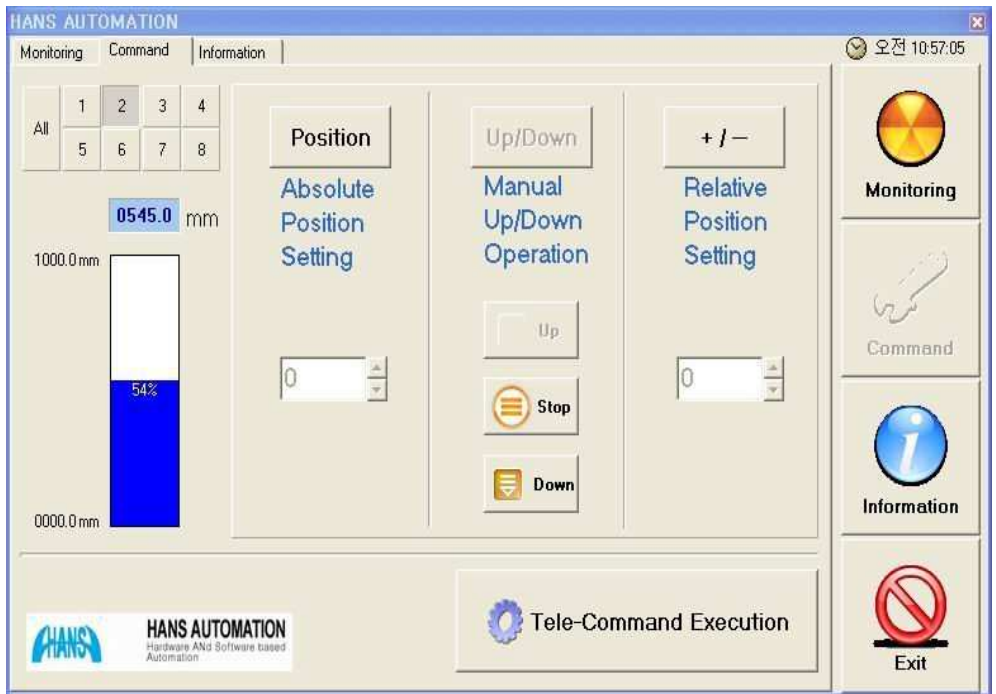 HANS AUTOMATION
Monitoring Command Information
오전 10:57:05
All 1 2 3 4
5 6 7 8
0545.0 mm
1000.0 mm
54%
0000.0 mm
Position
Absolute
Position
Setting
0
Up/Down
Manual
Up/Down
Operation
Up
Stop
Down
+ / −
Relative
Position
Setting
0
Monitoring
Command
Information
Exit
HANS
HANS AUTOMATION
Hardware ANd Software based
Automation
Tele-Command Execution